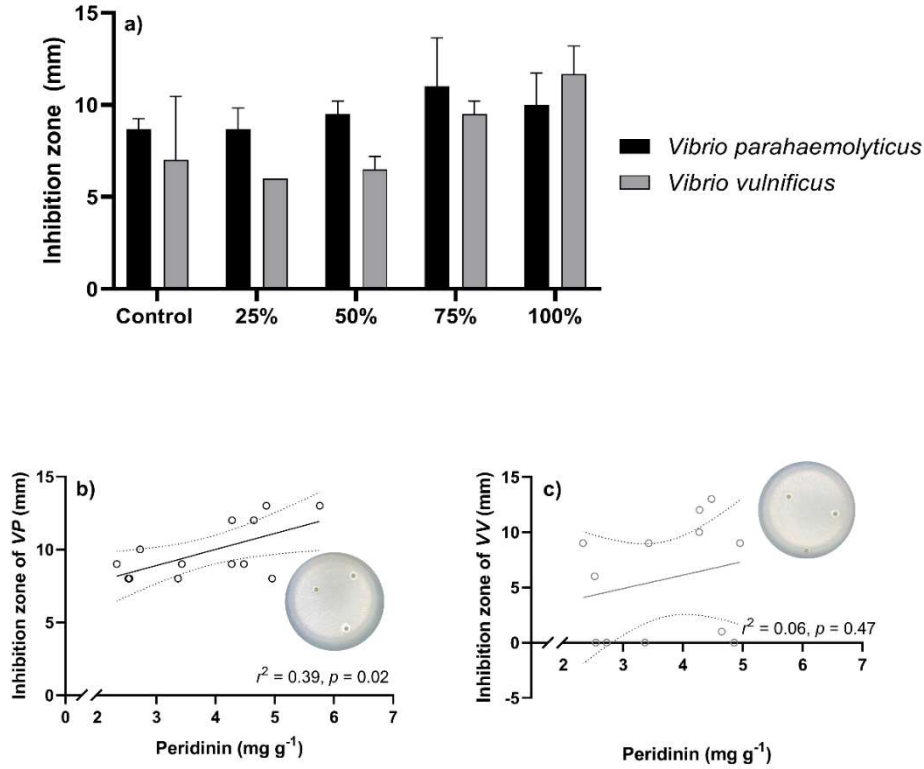 a)
Inhibition zone (mm)
15
10
5
0
Control 25% 50% 75% 100%
Vibrio parahaemolyticus
Vibrio vulnificus
b)
Inhibition zone of VP (mm)
15
10
5
0
0 2 3 4 5 6 7
r² = 0.39, p = 0.02
Peridinin (mg g⁻¹)
c)
Inhibition zone of VV (mm)
15
10
5
0
-5
2 3 4 5 6 7
r² = 0.06, p = 0.47
Peridinin (mg g⁻¹)